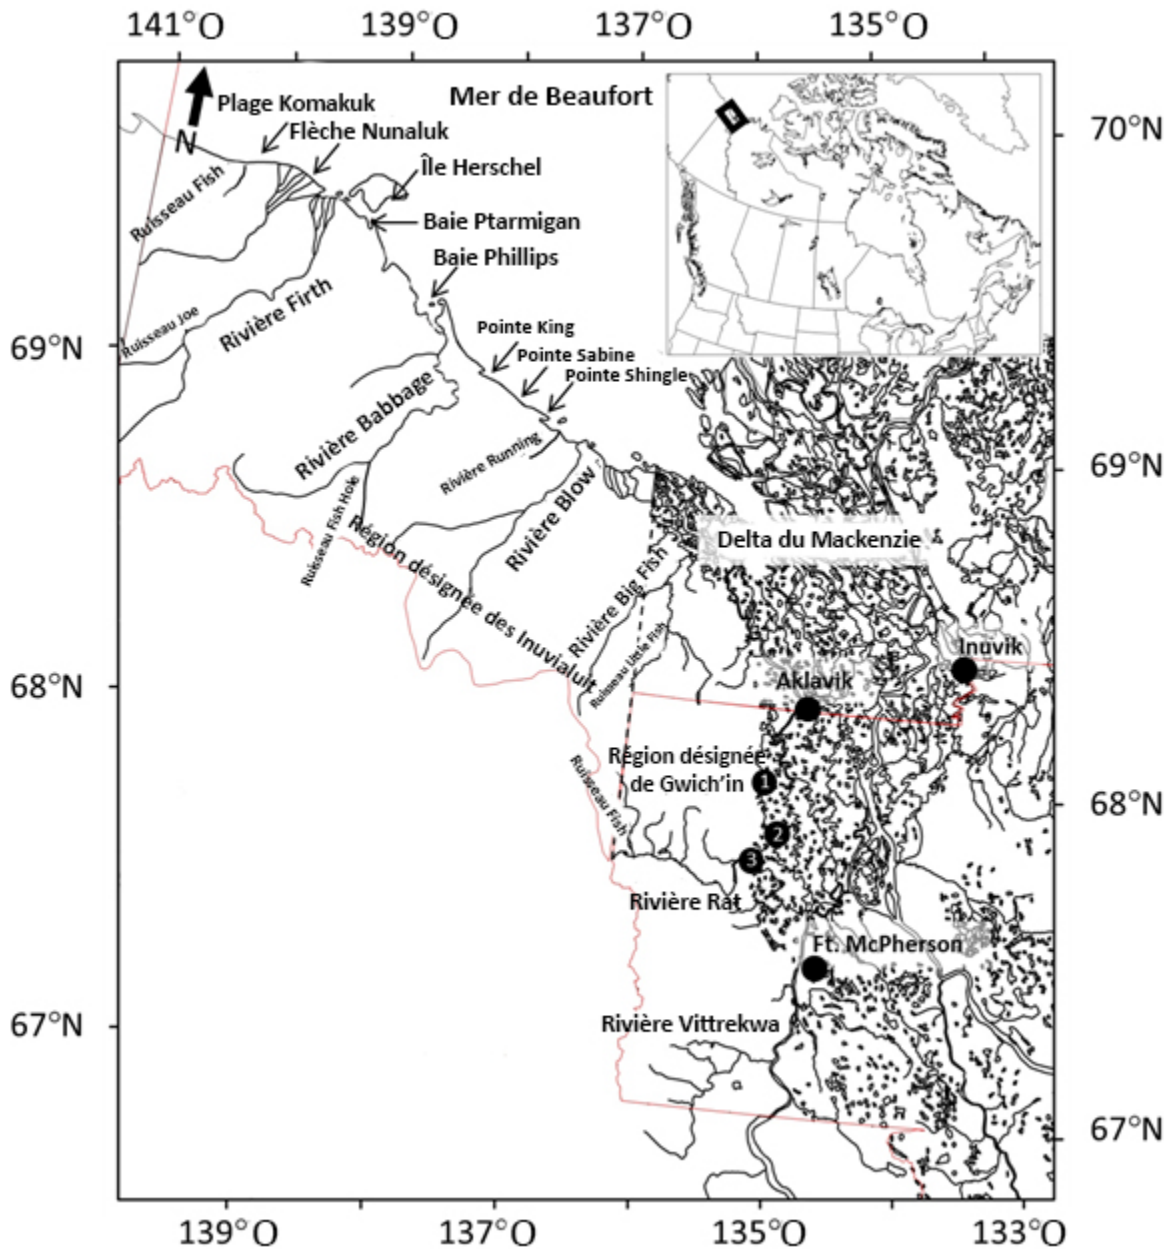 141°O 139°O 137°O 135°O
Mer de Beaufort
Plage Komakuk
N
Flèche Nunaluk
70°N
Île Herschel
Ruisseau Fish
Baie Ptarmigan
Baie Phillips
Rivière Firth
Ruisseau Joe
Pointe King
69°N
Pointe Sabine
Pointe Shingle
Rivière Babbage
Rivière Running
69°N
Ruisseau Fish Hole
Rivière Blow
Delta du Mackenzie
Région désignée des Inuvialuit
Rivière Big Fish
Ruisseau Little Fish
Inuvik
Aklavik
68°N
Région désignée
de Gwich'in
1
Ruisseau Fish
68°N
2
3
Rivière Rat
Ft. McPherson
67°N
Rivière Vittrekwa
67°N
139°O 137°O 135°O 133°O